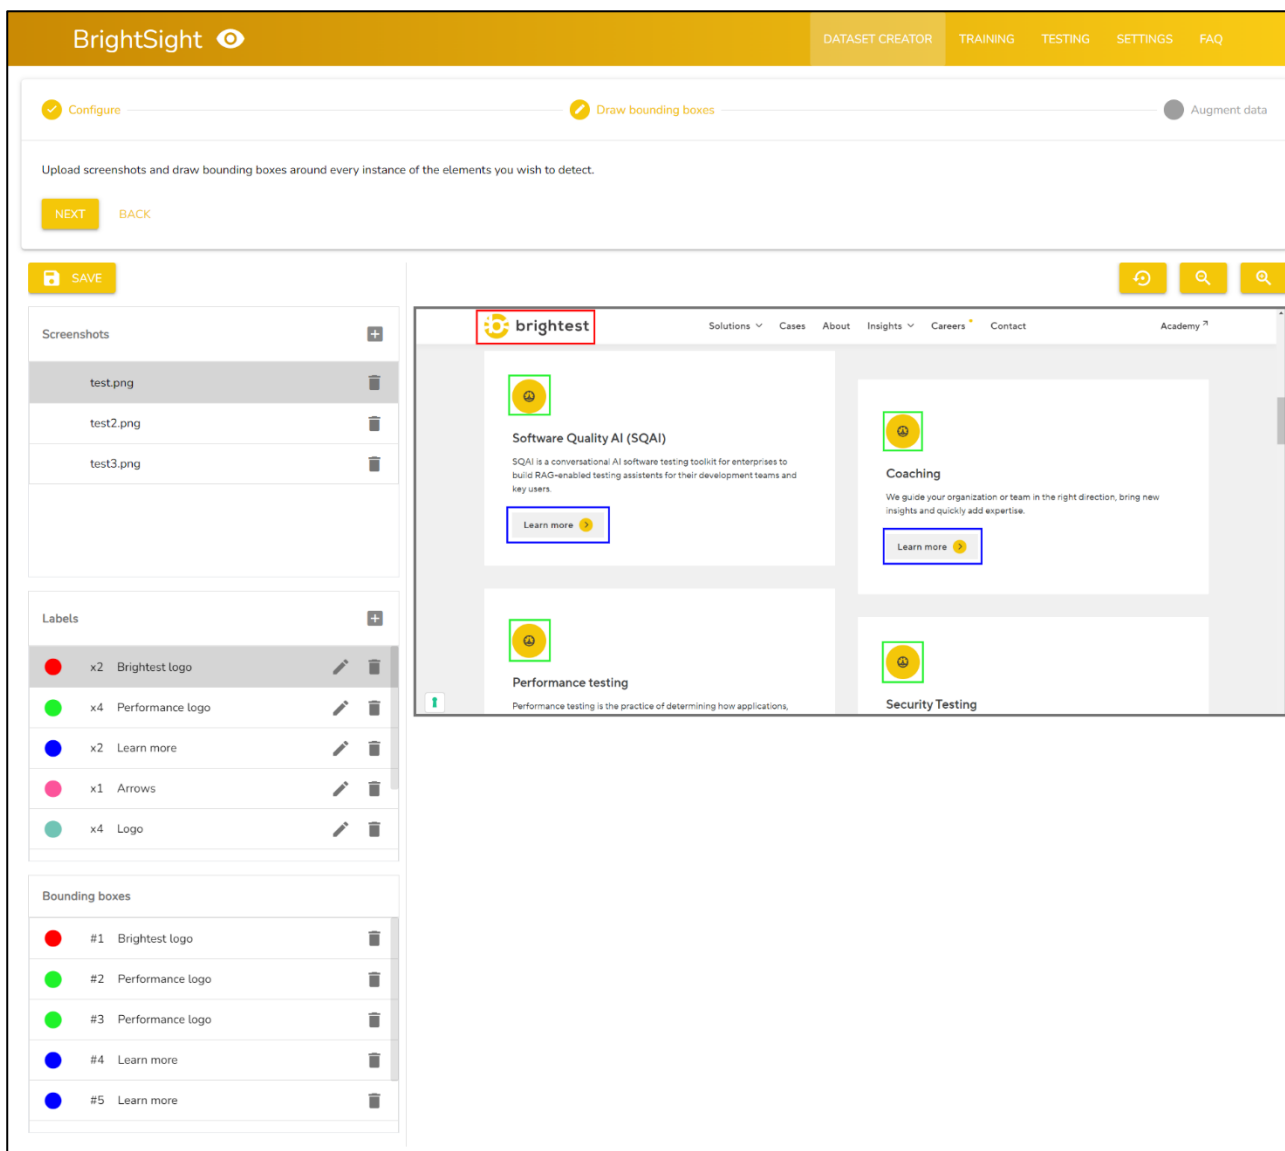 BrightSight
DATASET CREATOR TRAINING TESTING SETTINGS FAQ
Configure Draw bounding boxes Augment data
Upload screenshots and draw bounding boxes around every instance of the elements you wish to detect.
NEXT BACK
SAVE
Screenshots
test.png
test2.png
test3.png
Labels
x2 Brightest logo
x4 Performance logo
x2 Learn more
x1 Arrows
x4 Logo
Bounding boxes
#1 Brightest logo
#2 Performance logo
#3 Performance logo
#4 Learn more
#5 Learn more
brightest Solutions Cases About Insights Careers Contact Academy
Software Quality AI (SQAI)
SQAI is a conversational AI software testing toolkit for enterprises to
build RAG-enabled testing assistents for their development teams and
key users.
Learn more
Coaching
We guide your organization or team in the right direction, bring new
insights and quickly add expertise.
Learn more
Performance testing
Performance testing is the practice of determining how applications,
Security Testing